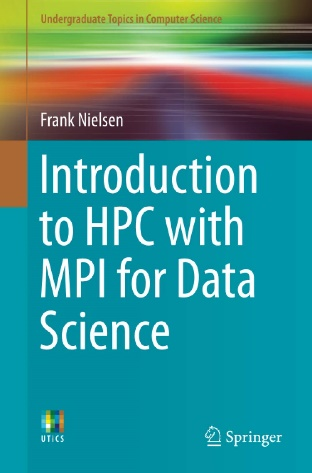 Undergraduate Topics in Computer Science
Frank Nielsen
Introduction
to HPC with
MPI for Data
Science
UTiCS
Springer